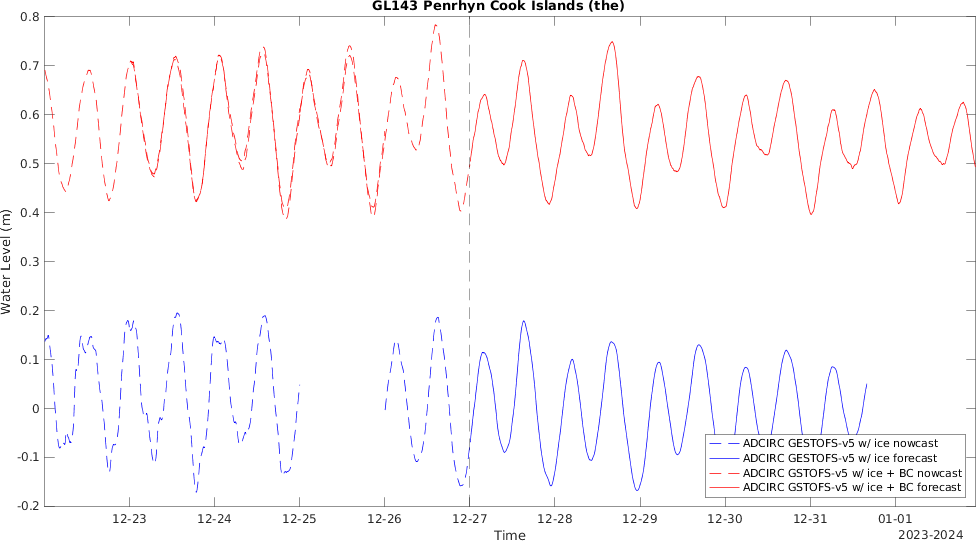 GL143 Penrhyn Cook Islands (the)
0.8
0.7
0.6
0.5
0.4
0.3
0.2
0.1
0
-0.1
-0.2
Water Level (m)
ADCIRC GESTOFS-v5 w/ ice nowcast
ADCIRC GESTOFS-v5 w/ ice forecast
ADCIRC GSTOFS-v5 w/ ice + BC nowcast
ADCIRC GSTOFS-v5 w/ ice + BC forecast
12-23 12-24 12-25 12-26 12-27 12-28 12-29 12-30 12-31 01-01
Time
2023-2024